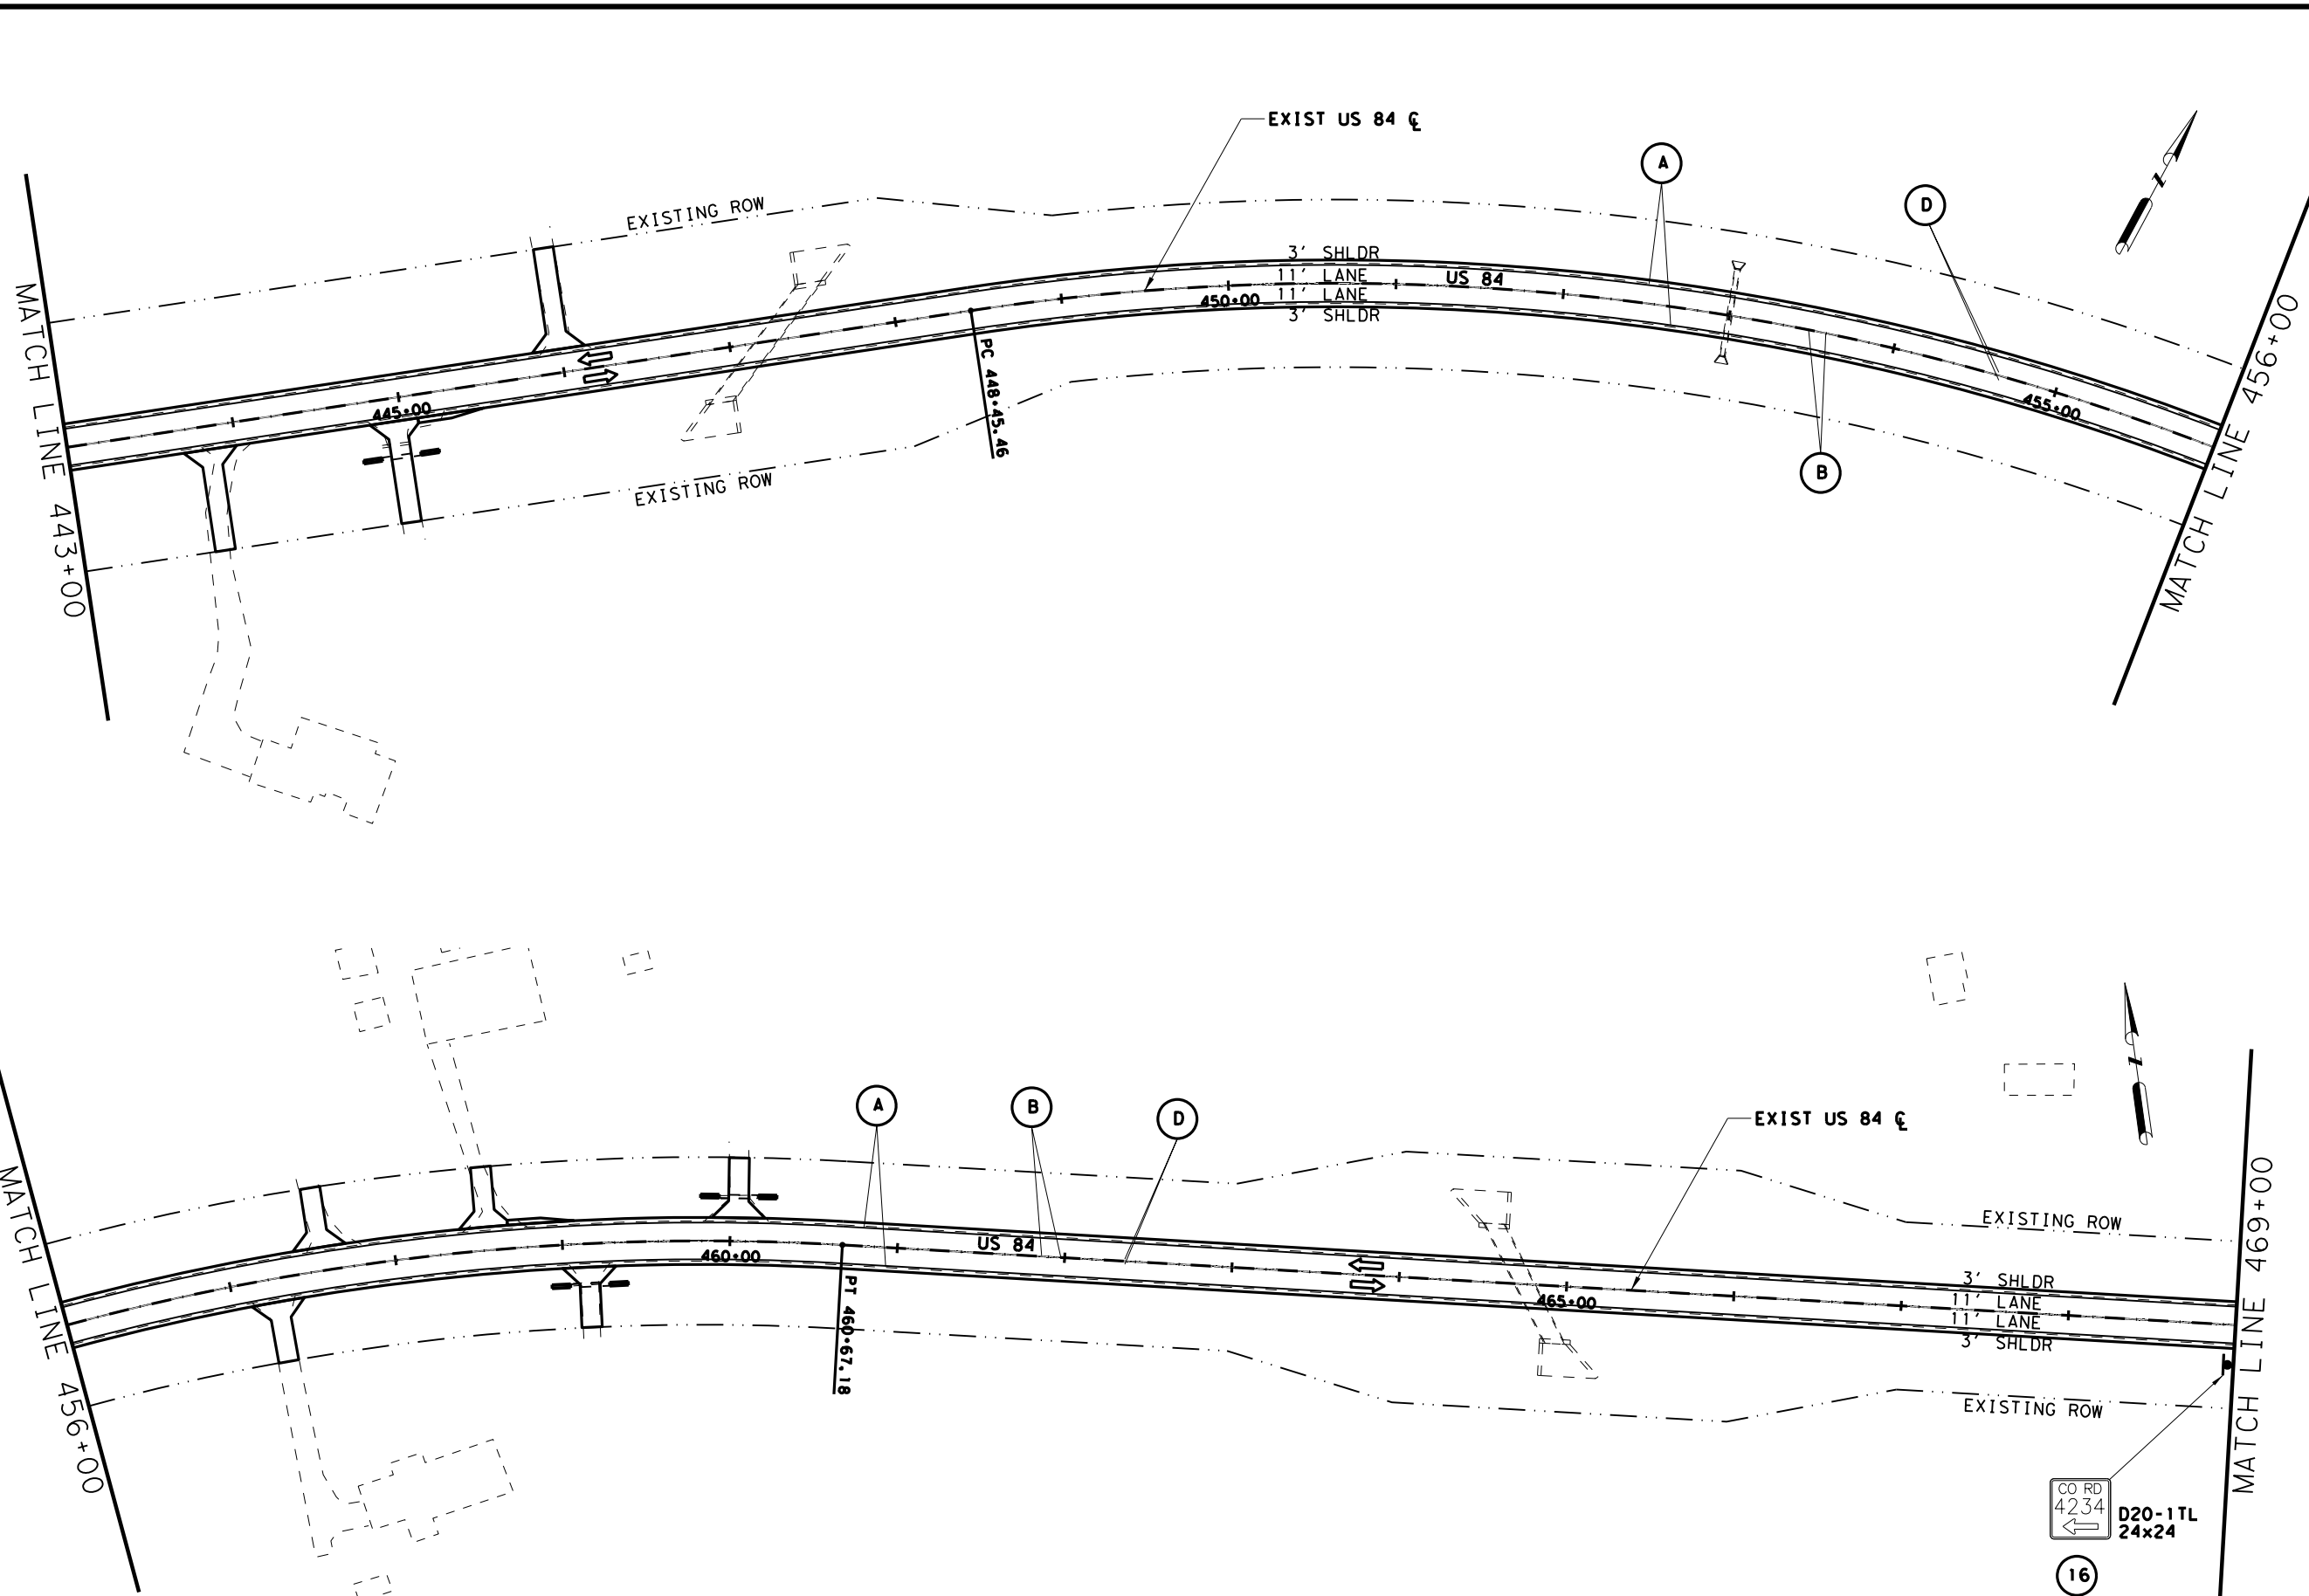 EXIST US 84 ℄
A
D
EXISTING ROW
3' SHLDR
11' LANE
US 84
450+00
11' LANE
3' SHLDR
MATCH LINE 443+00
445+00
PC 448+45.46
EXISTING ROW
455+00
B
MATCH LINE 456+00
N
A
B
D
EXIST US 84 ℄
N
EXISTING ROW
US 84
460+00
PT 460+67.18
465+00
3' SHLDR
11' LANE
11' LANE
3' SHLDR
EXISTING ROW
MATCH LINE 456+00
MATCH LINE 469+00
CO RD
4234
D20-1TL
24x24
16